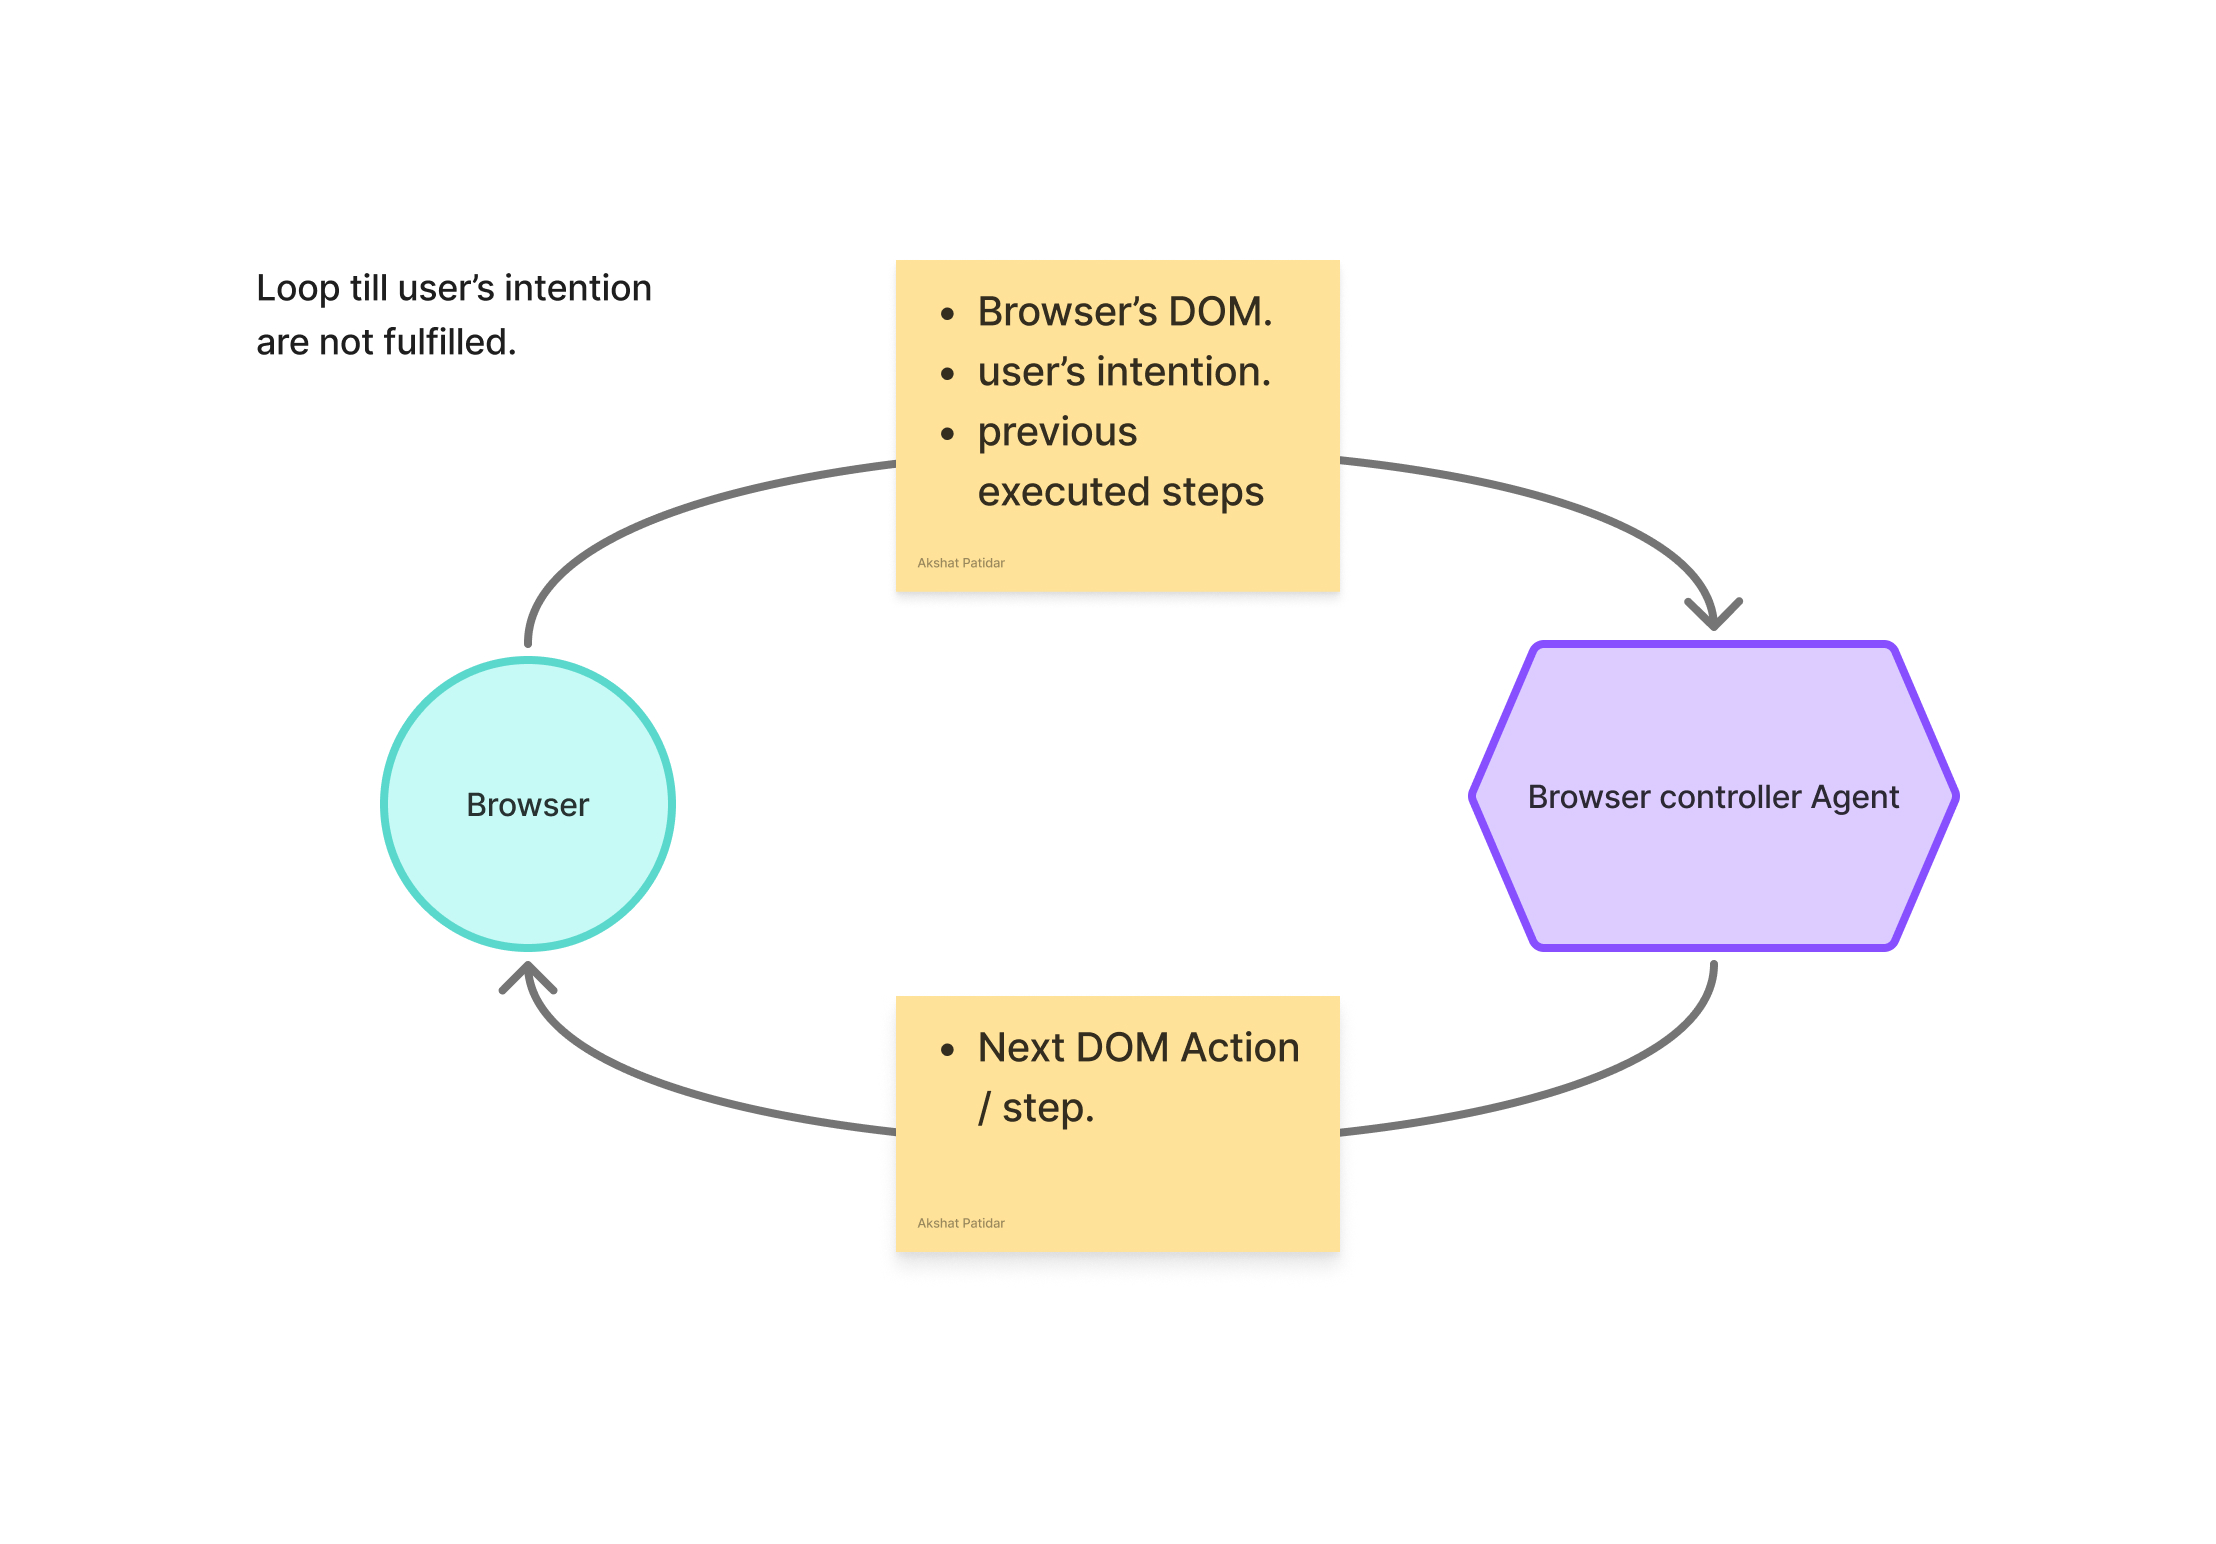 Loop till user’s intention
are not fulfilled.
• Browser’s DOM.
• user’s intention.
• previous
executed steps
Akshat Patidar
Browser
Browser controller Agent
• Next DOM Action
/ step.
Akshat Patidar